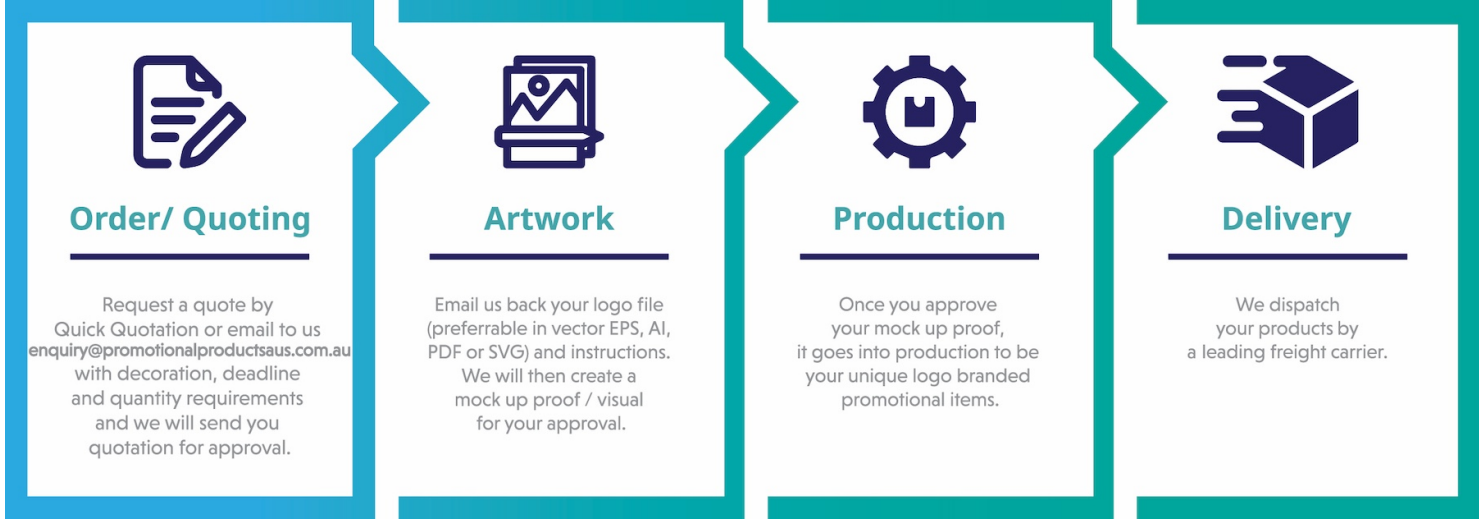 Order/ Quoting
Request a quote by
Quick Quotation or email to us
enquiry@promotionalproductsaus.com.au
with decoration, deadline
and quantity requirements
and we will send you
quotation for approval.
Artwork
Email us back your logo file
(preferrable in vector EPS, AI,
PDF or SVG) and instructions.
We will then create a
mock up proof / visual
for your approval.
Production
Once you approve
your mock up proof,
it goes into production to be
your unique logo branded
promotional items.
Delivery
We dispatch
your products by
a leading freight carrier.